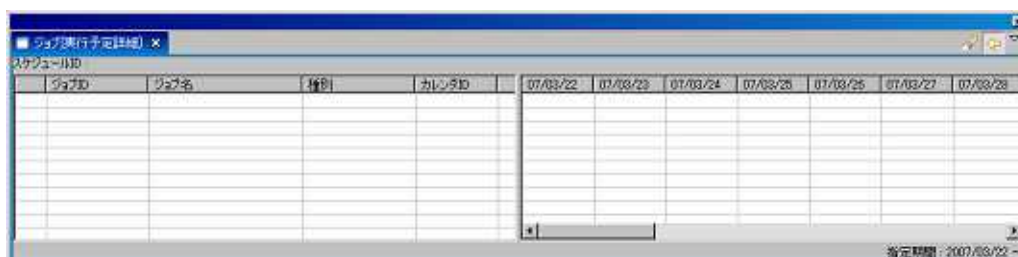 ジョブ[実行予定詳細]
スケジュールID
ジョブID ジョブ名 種別 カレンダID 07/03/22 07/03/23 07/03/24 07/03/25 07/03/26 07/03/27 07/03/28
指定期間 : 2007/03/22 -